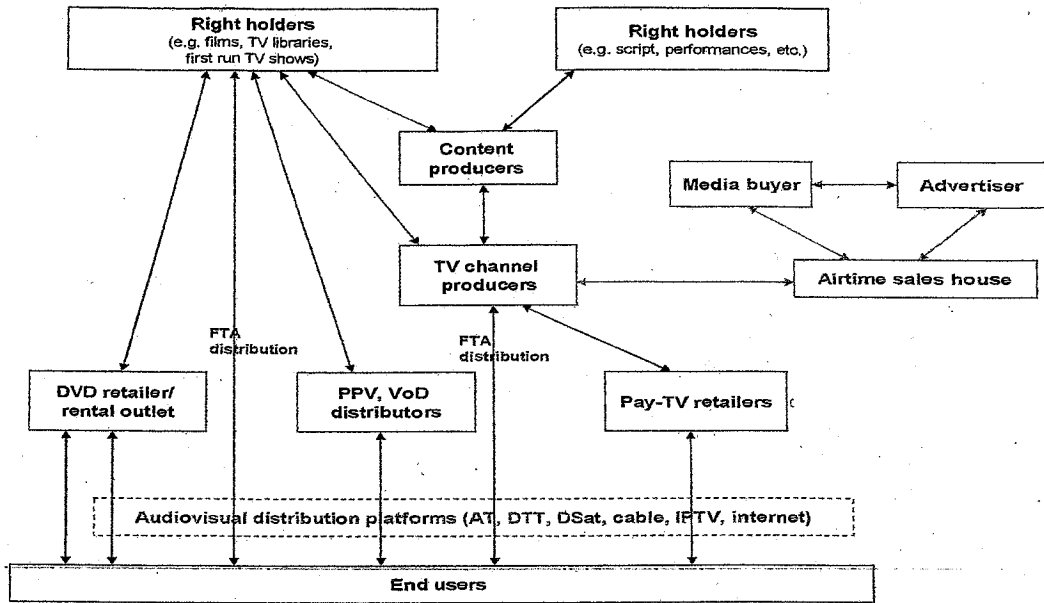 Right holders
(e.g. films, TV libraries,
first run TV shows)
Right holders
(e.g. script, performances, etc.)
Content
producers
Media buyer
Advertiser
TV channel
producers
Airtime sales house
FTA
distribution
FTA
distribution
DVD retailer/
rental outlet
PPV, VoD
distributors
Pay-TV retailers
Audiovisual distribution platforms (AT, DTT, DSat, cable, IPTV, internet)
End users